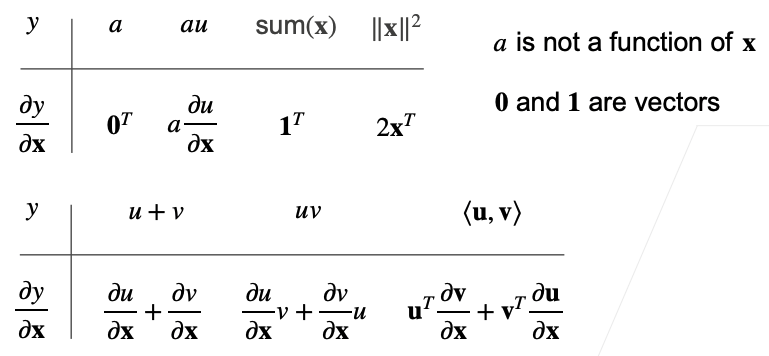 y a au sum(x) ‖x‖² a is not a function of x
∂y/∂x 0ᵀ a ∂u/∂x 1ᵀ 2xᵀ 0 and 1 are vectors
y u + v uv ⟨u, v⟩
∂y/∂x ∂u/∂x + ∂v/∂x ∂u/∂x v + ∂v/∂x u uᵀ ∂v/∂x + vᵀ ∂u/∂x